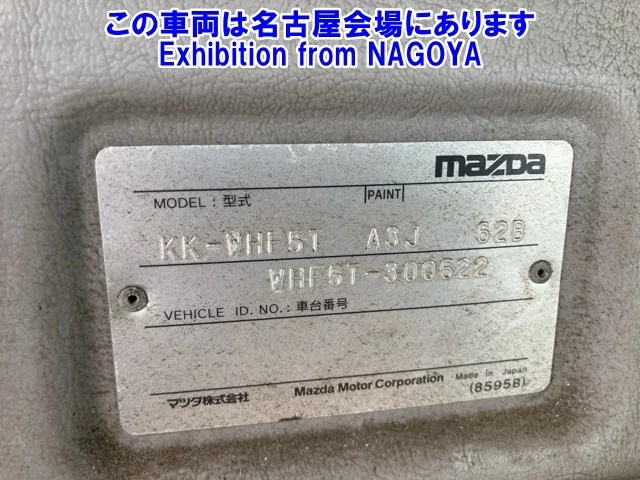 この車両は名古屋会場にあります
Exhibition from NAGOYA
mazda
MODEL：型式 PAINT
KK-WHF5T A3J 62B
WHF5T-300622
VEHICLE ID. NO.：車台番号
マツダ株式会社 Mazda Motor Corporation Made in Japan
(8595B)